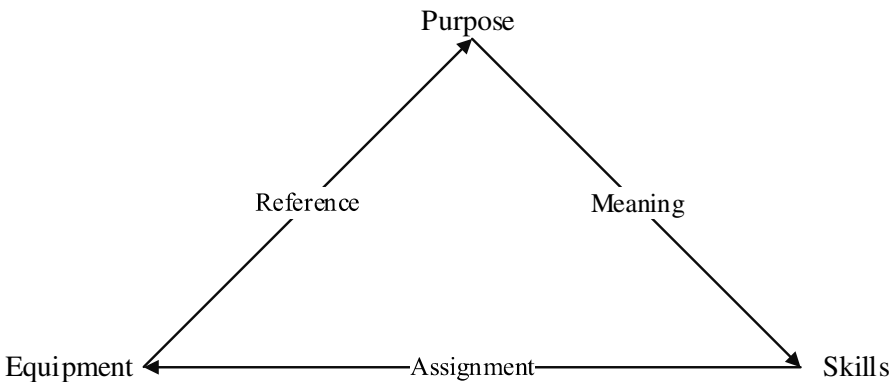 Purpose
Reference
Meaning
Equipment
Assignment
Skills